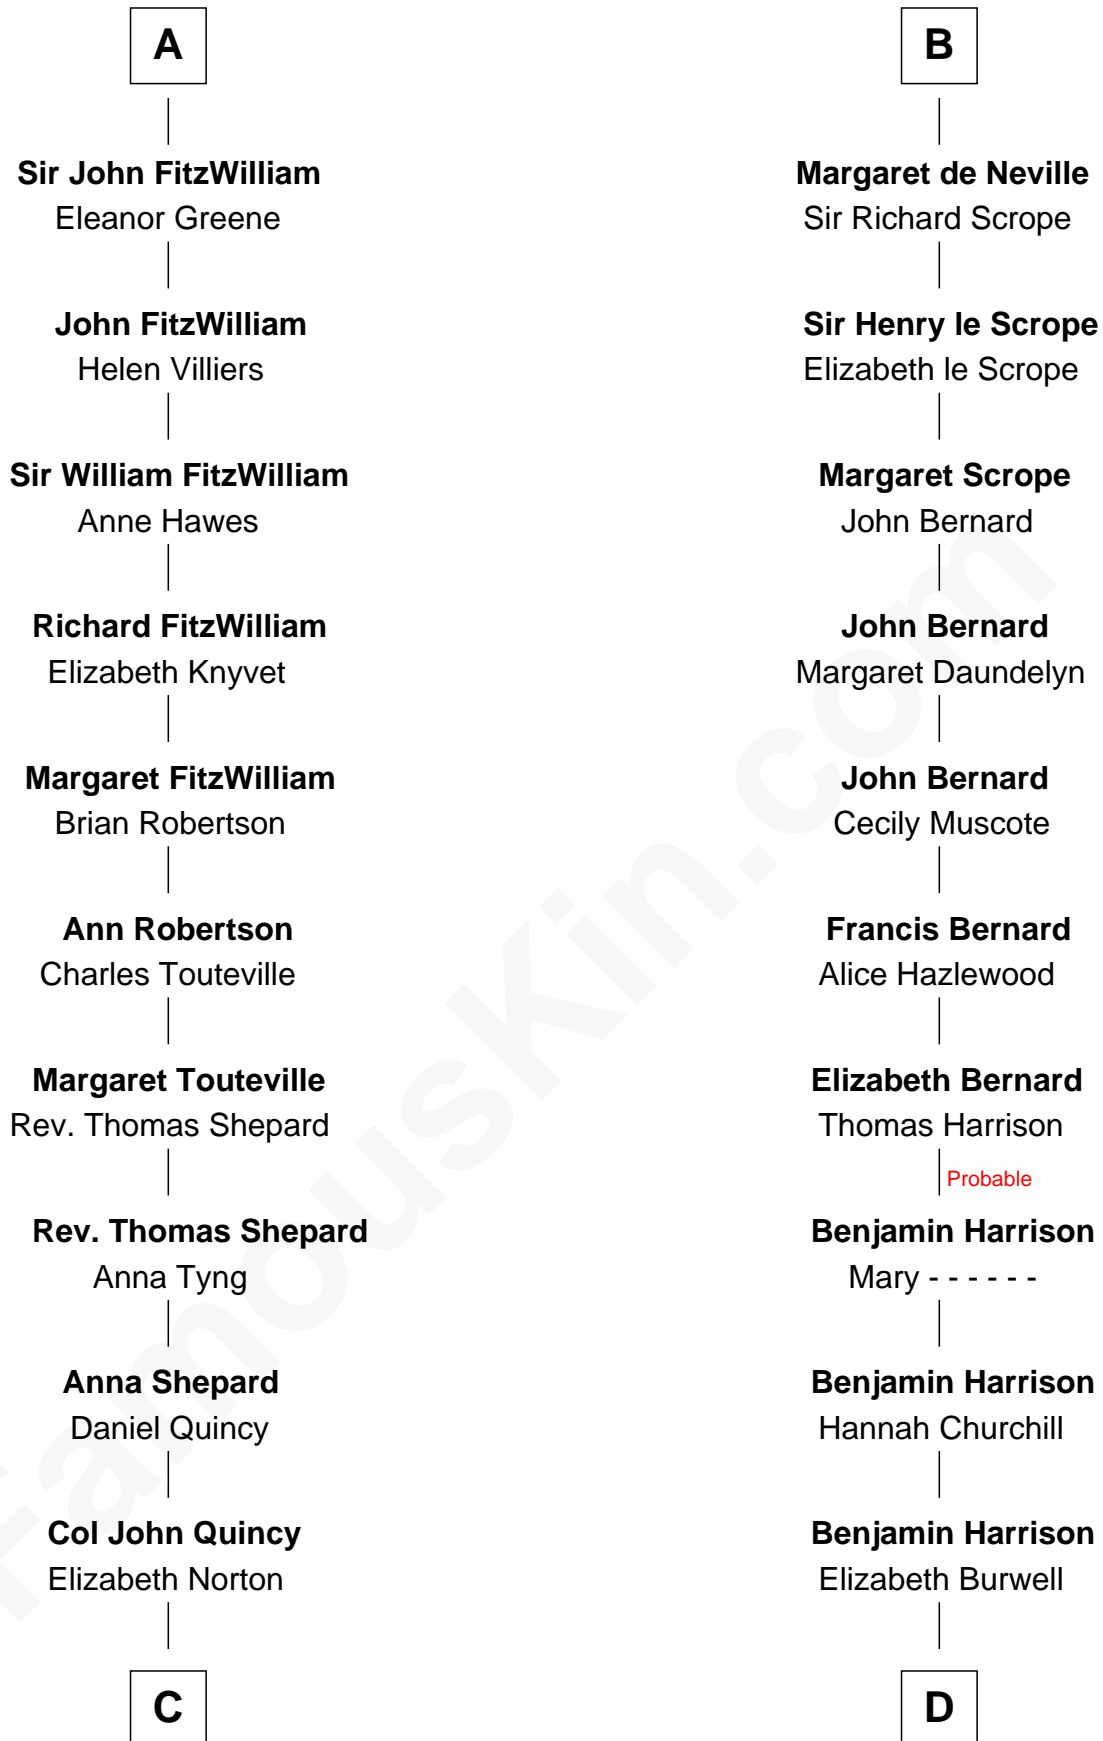 A
Sir John FitzWilliam
Eleanor Greene
John FitzWilliam
Helen Villiers
Sir William FitzWilliam
Anne Hawes
Richard FitzWilliam
Elizabeth Knyvet
Margaret FitzWilliam
Brian Robertson
Ann Robertson
Charles Touteville
Margaret Touteville
Rev. Thomas Shepard
Rev. Thomas Shepard
Anna Tyng
Anna Shepard
Daniel Quincy
Col John Quincy
Elizabeth Norton
C
B
Margaret de Neville
Sir Richard Scrope
Sir Henry le Scrope
Elizabeth le Scrope
Margaret Scrope
John Bernard
John Bernard
Margaret Daundelyn
John Bernard
Cecily Muscote
Francis Bernard
Alice Hazlewood
Elizabeth Bernard
Thomas Harrison
Probable
Benjamin Harrison
Mary - - - - - -
Benjamin Harrison
Hannah Churchill
Benjamin Harrison
Elizabeth Burwell
D
FamousKin.com